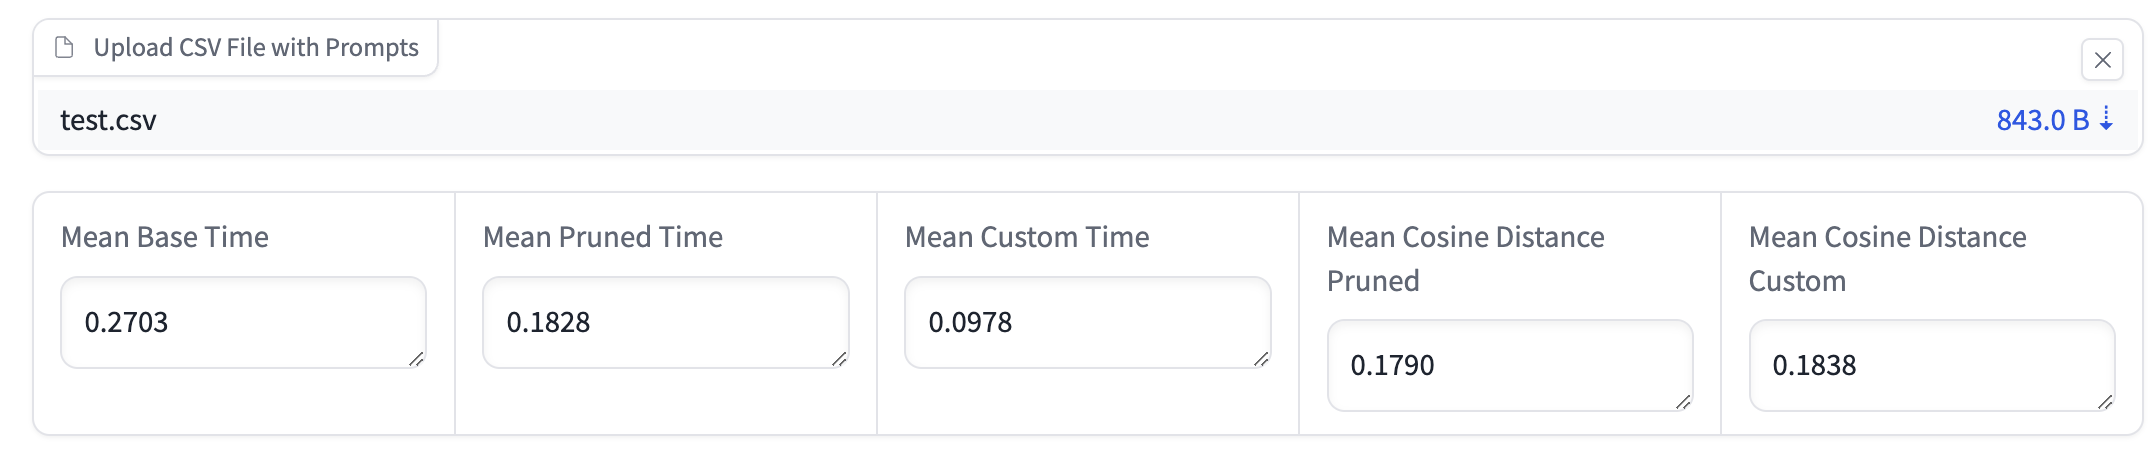 Upload CSV File with Prompts
test.csv
843.0 B ⇣
Mean Base Time
0.2703
Mean Pruned Time
0.1828
Mean Custom Time
0.0978
Mean Cosine Distance
Pruned
0.1790
Mean Cosine Distance
Custom
0.1838